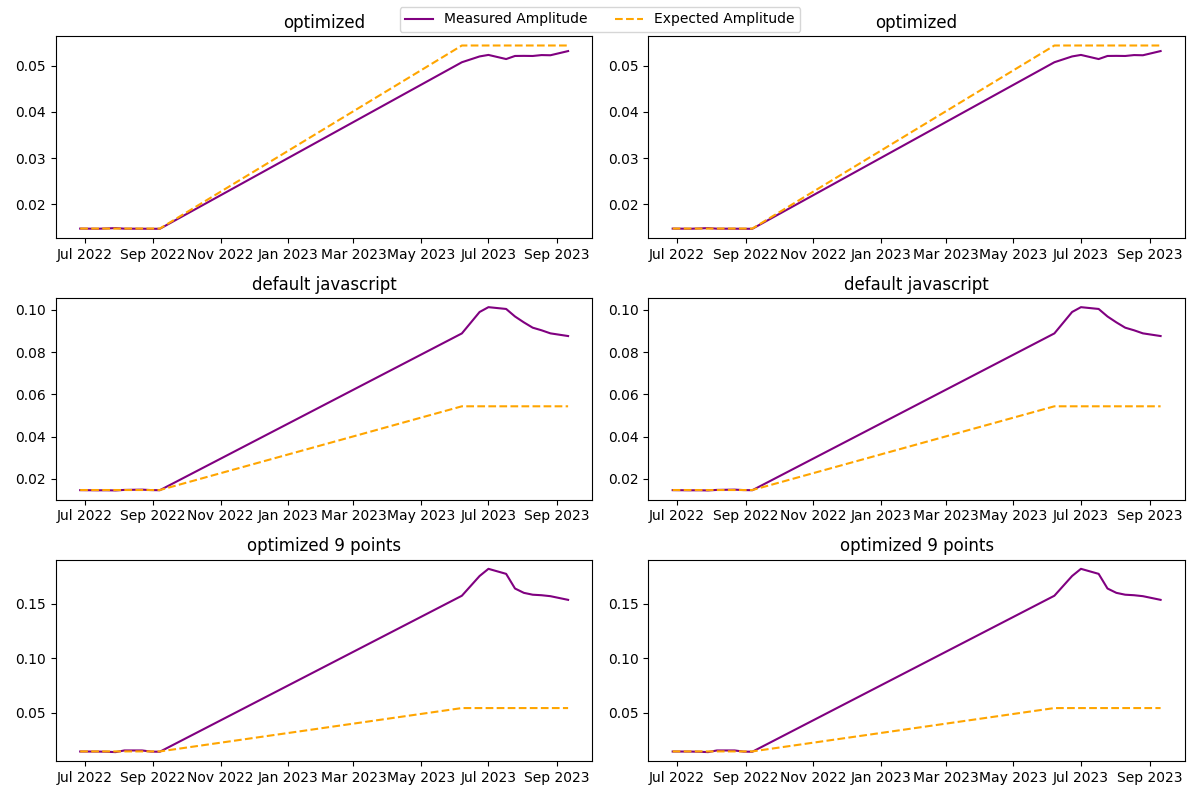 Measured Amplitude Expected Amplitude
optimized optimized
0.05 0.05
0.04 0.04
0.03 0.03
0.02 0.02
Jul 2022 Sep 2022 Nov 2022 Jan 2023 Mar 2023 May 2023 Jul 2023 Sep 2023 Jul 2022 Sep 2022 Nov 2022 Jan 2023 Mar 2023 May 2023 Jul 2023 Sep 2023
default javascript default javascript
0.10 0.10
0.08 0.08
0.06 0.06
0.04 0.04
0.02 0.02
Jul 2022 Sep 2022 Nov 2022 Jan 2023 Mar 2023 May 2023 Jul 2023 Sep 2023 Jul 2022 Sep 2022 Nov 2022 Jan 2023 Mar 2023 May 2023 Jul 2023 Sep 2023
optimized 9 points optimized 9 points
0.15 0.15
0.10 0.10
0.05 0.05
Jul 2022 Sep 2022 Nov 2022 Jan 2023 Mar 2023 May 2023 Jul 2023 Sep 2023 Jul 2022 Sep 2022 Nov 2022 Jan 2023 Mar 2023 May 2023 Jul 2023 Sep 2023